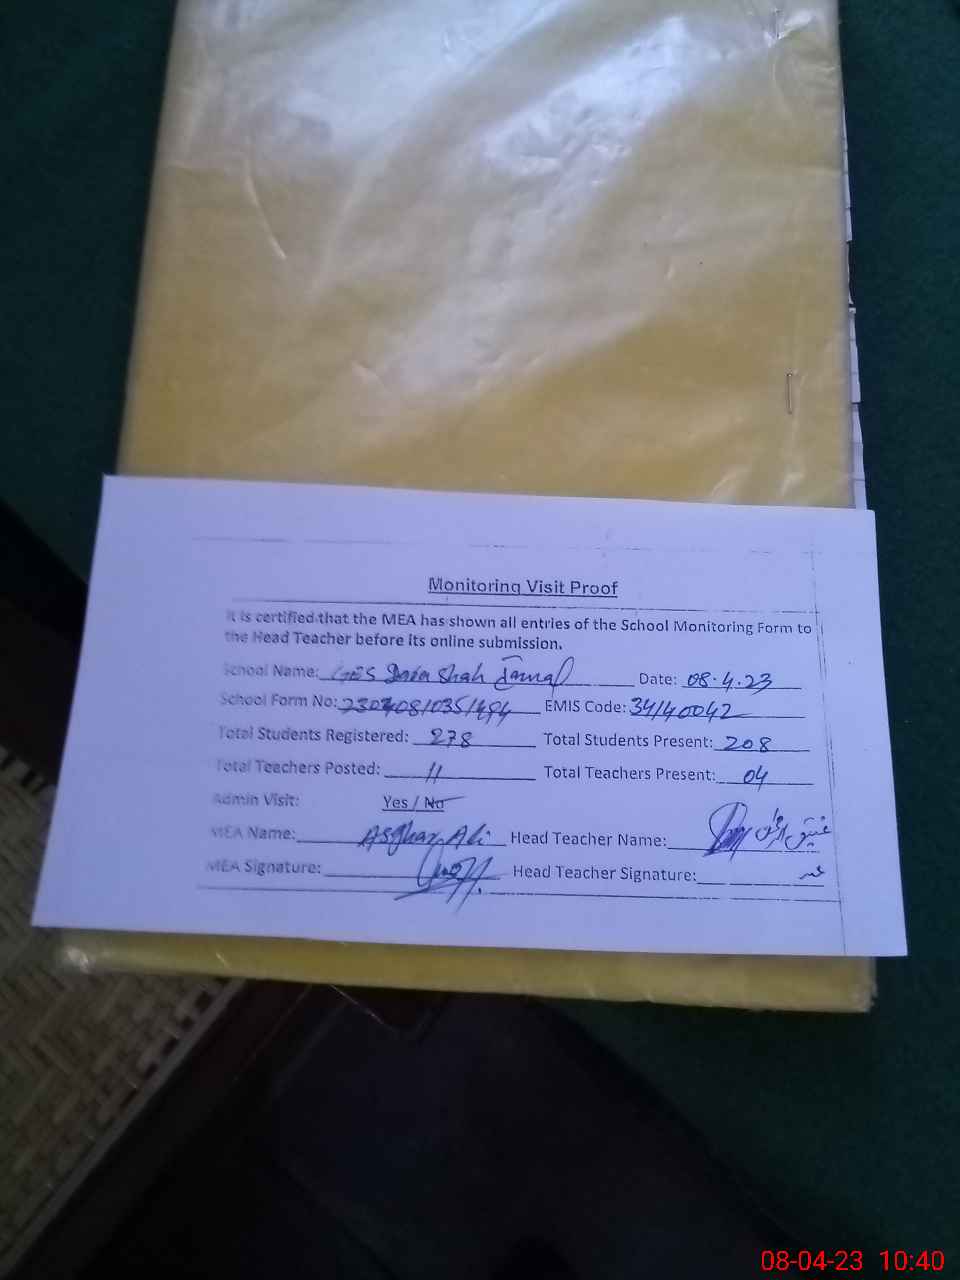 Monitoring Visit Proof
It is certified that the MEA has shown all entries of the School Monitoring Form to
the Head Teacher before its online submission.
School Name: Shah Jamal Date: 08.4.23
School Form No: EMIS Code: 34140042
Total Students Registered: 278 Total Students Present: 208
Total Teachers Posted: 11 Total Teachers Present: 04
Admin Visit: Yes / No
MEA Name: Asghar Ali Head Teacher Name:
MEA Signature: Head Teacher Signature:
08-04-23 10:40